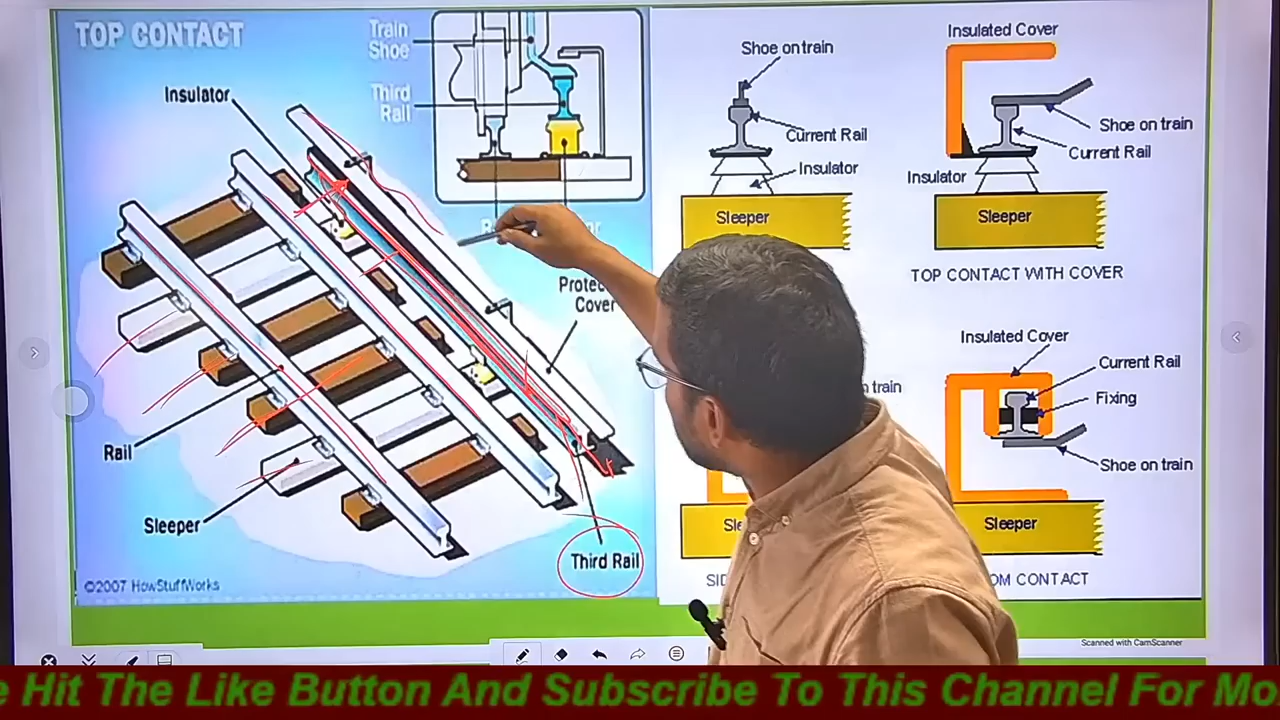 TOP CONTACT
Train
Shoe
Third
Rail
Insulator
Protec
Cover
Rail
Sleeper
Third Rail
©2007 HowStuffWorks
Shoe on train
Current Rail
Insulator
Sleeper
Insulated Cover
Shoe on train
Current Rail
Insulator
Sleeper
TOP CONTACT WITH COVER
n train
Sle
SID
Insulated Cover
Current Rail
Fixing
Shoe on train
Sleeper
OM CONTACT
Scanned with CamScanner
e Hit The Like Button And Subscribe To This Channel For Mo